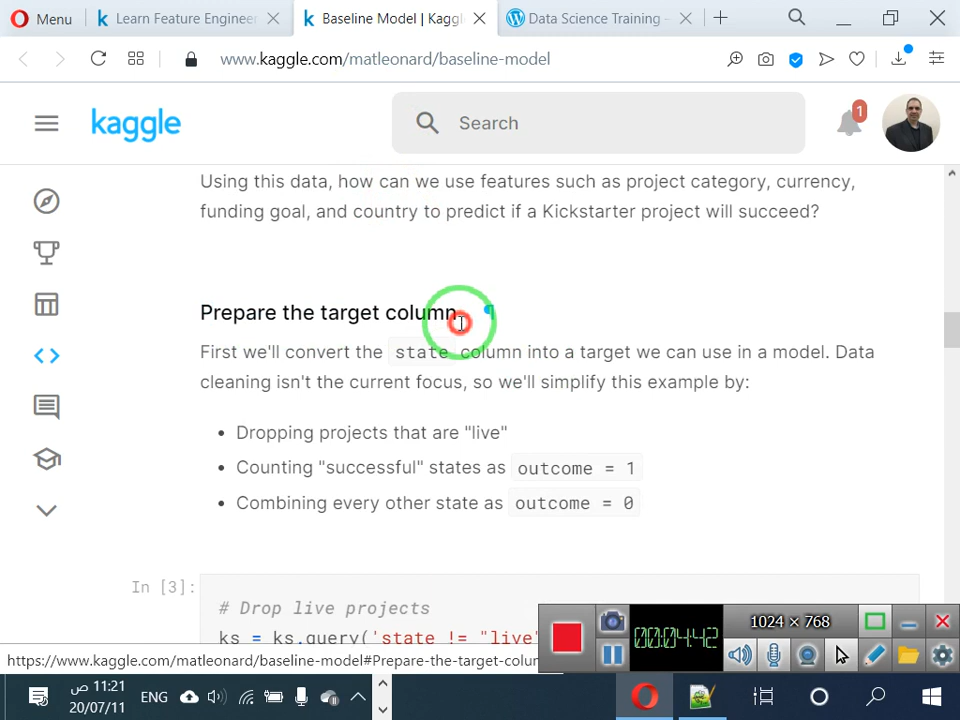 Menu
Learn Feature Engineer
Baseline Model | Kaggl
Data Science Training –
www.kaggle.com/matleonard/baseline-model
kaggle
Search
1
Using this data, how can we use features such as project category, currency,
funding goal, and country to predict if a Kickstarter project will succeed?
Prepare the target column ¶
First we'll convert the state column into a target we can use in a model. Data
cleaning isn't the current focus, so we'll simplify this example by:
• Dropping projects that are "live"
• Counting "successful" states as outcome = 1
• Combining every other state as outcome = 0
In [3]:
# Drop live projects
ks = ks.query('state != "live"
00:04:42
1024 × 768
https://www.kaggle.com/matleonard/baseline-model#Prepare-the-target-colur
11:21 ص
20/07/11
ENG